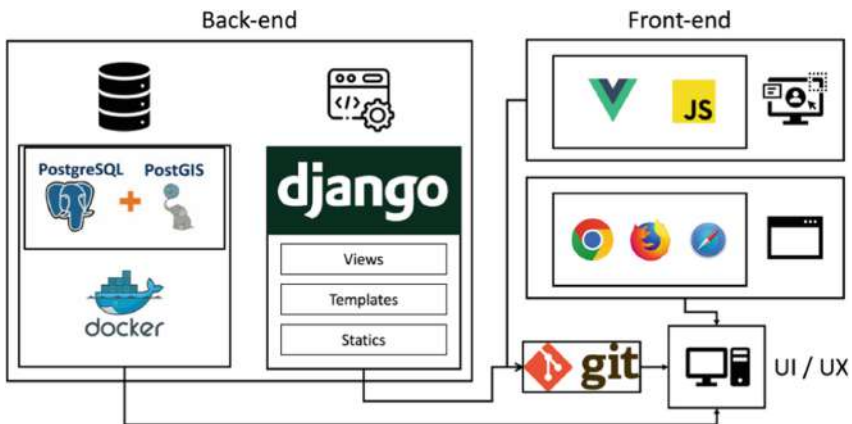 Back-end
Front-end
JS
PostgreSQL PostGIS
django
Views
Templates
Statics
docker
git
UI / UX